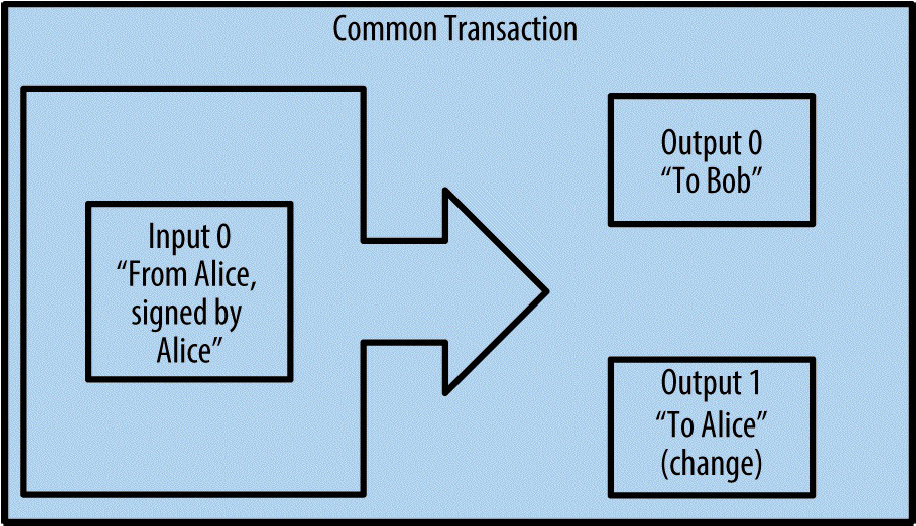 Common Transaction
Input 0
“From Alice,
signed by
Alice”
Output 0
“To Bob”
Output 1
“To Alice”
(change)